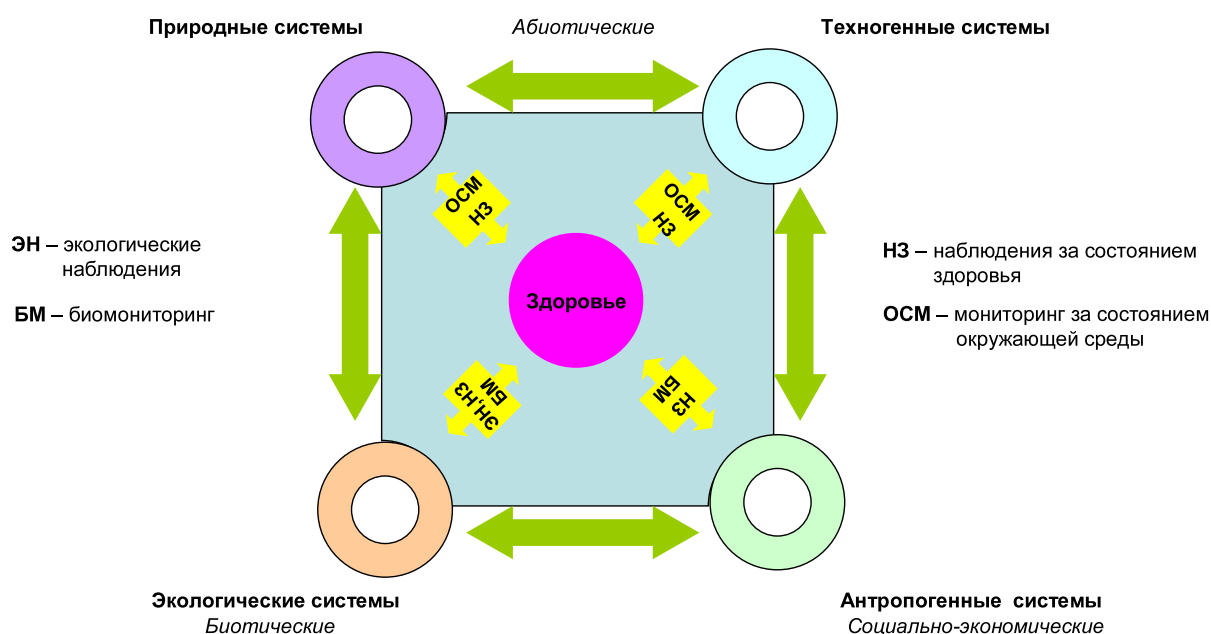 Природные системы
Абиотические
Техногенные системы
ОСМ
НЗ
ОСМ
НЗ
ЭН – экологические
наблюдения
БМ – биомониторинг
Здоровье
НЗ – наблюдения за состоянием
здоровья
ОСМ – мониторинг за состоянием
окружающей среды
ЭН,НЗ
БМ
НЗ
БМ
Экологические системы
Биотические
Антропогенные системы
Социально-экономические